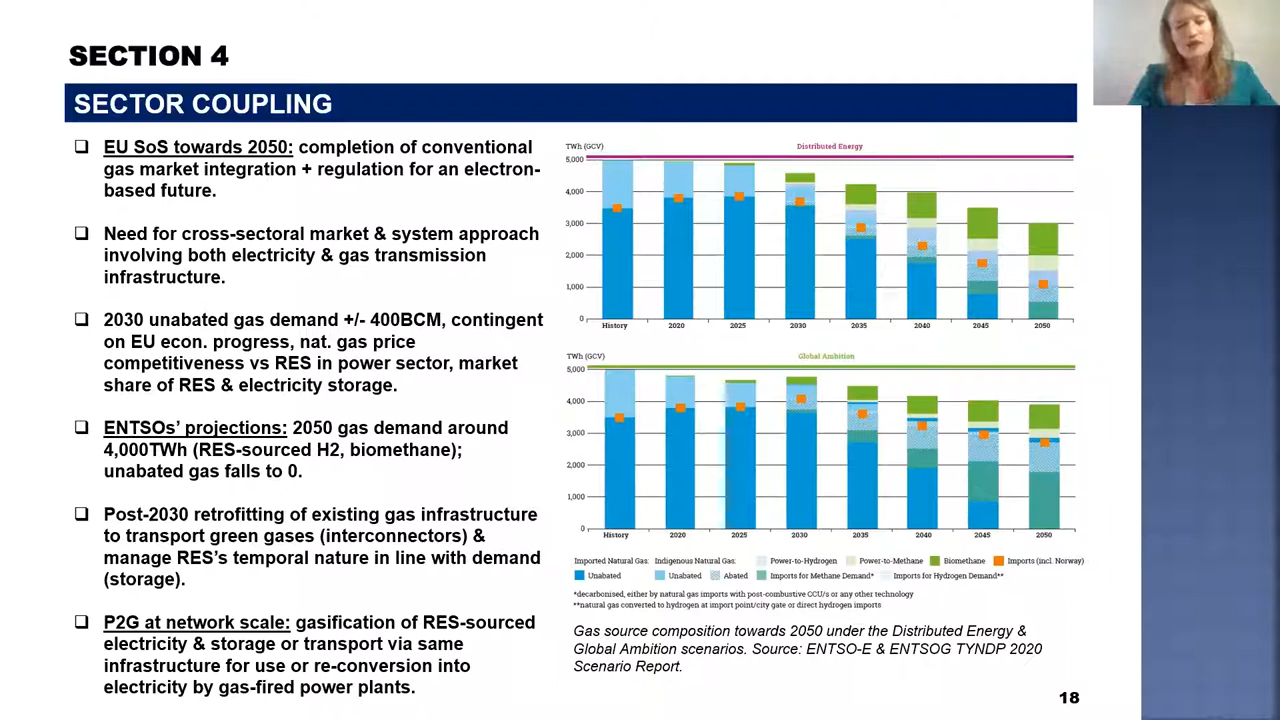 SECTION 4
SECTOR COUPLING
❑ EU SoS towards 2050: completion of conventional
gas market integration + regulation for an electron-
based future.
❑ Need for cross-sectoral market & system approach
involving both electricity & gas transmission
infrastructure.
❑ 2030 unabated gas demand +/- 400BCM, contingent
on EU econ. progress, nat. gas price
competitiveness vs RES in power sector, market
share of RES & electricity storage.
❑ ENTSOs’ projections: 2050 gas demand around
4,000TWh (RES-sourced H2, biomethane);
unabated gas falls to 0.
❑ Post-2030 retrofitting of existing gas infrastructure
to transport green gases (interconnectors) &
manage RES’s temporal nature in line with demand
(storage).
❑ P2G at network scale: gasification of RES-sourced
electricity & storage or transport via same
infrastructure for use or re-conversion into
electricity by gas-fired power plants.
TWh (GCV)
Distributed Energy
5,000
4,000
3,000
2,000
1,000
0
History 2020 2025 2030 2035 2040 2045 2050
TWh (GCV)
Global Ambition
5,000
4,000
3,000
2,000
1,000
0
History 2020 2025 2030 2035 2040 2045 2050
Imported Natural Gas: Indigenous Natural Gas: Power-to-Hydrogen Power-to-Methane Biomethane Imports (incl. Norway)
Unabated Unabated Abated Imports for Methane Demand* Imports for Hydrogen Demand**
*decarbonised, either by natural gas imports with post-combustive CCU/s or any other technology
**natural gas converted to hydrogen at import point/city gate or direct hydrogen imports
Gas source composition towards 2050 under the Distributed Energy &
Global Ambition scenarios. Source: ENTSO-E & ENTSOG TYNDP 2020
Scenario Report.
18